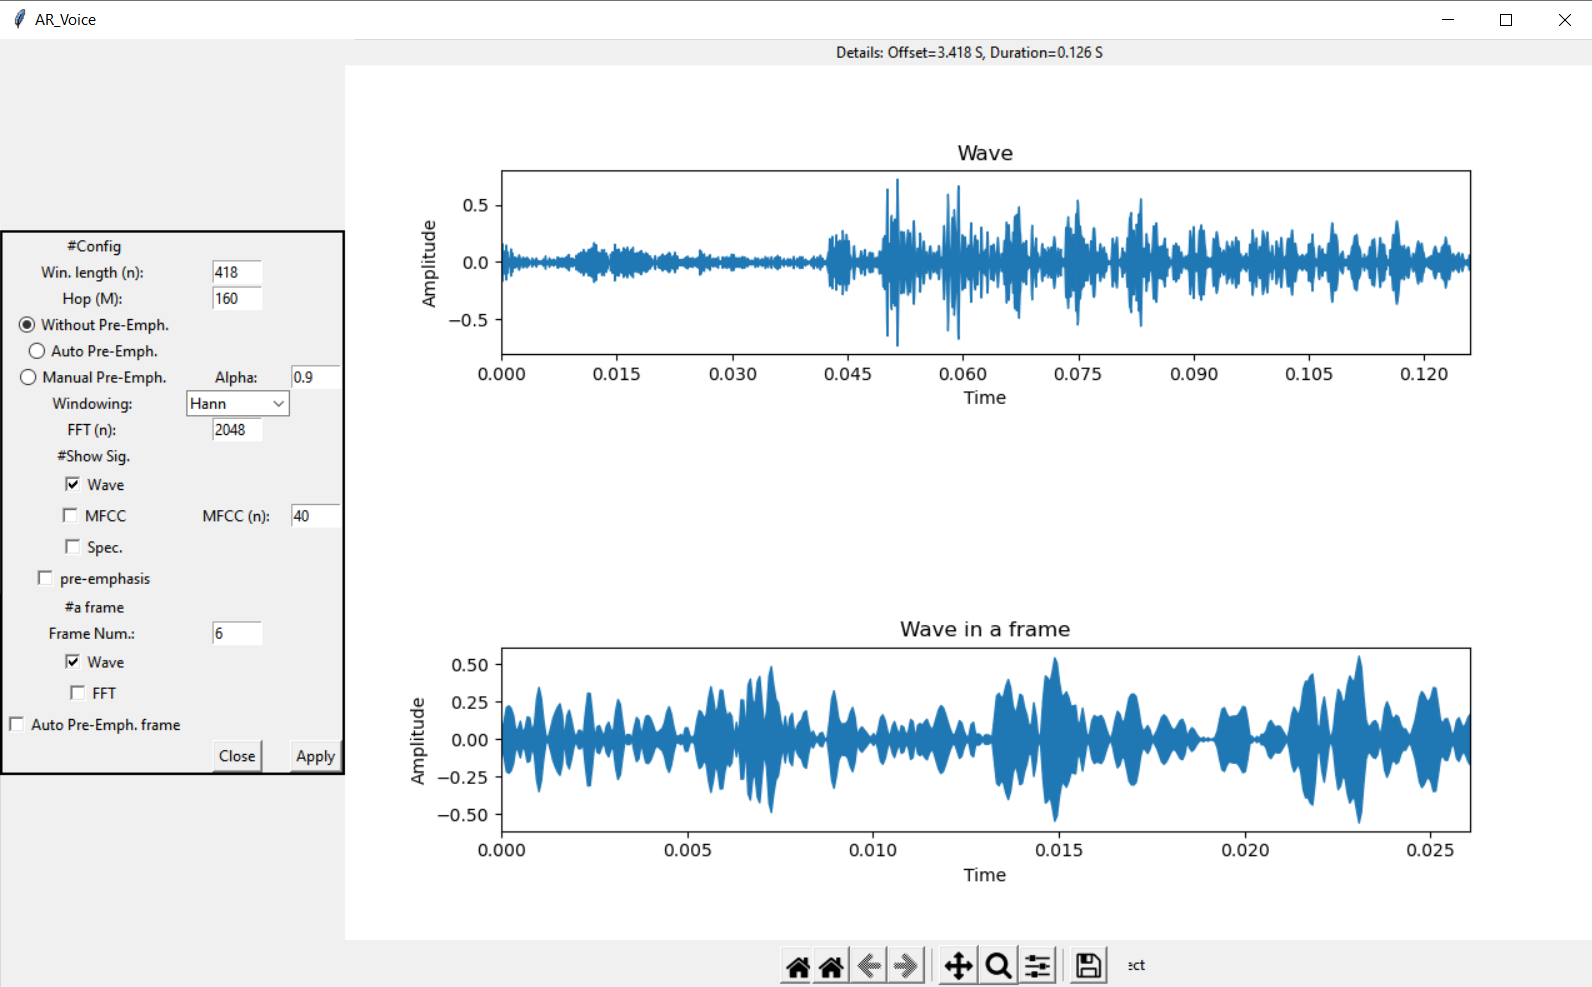 AR_Voice
Details: Offset=3.418 S, Duration=0.126 S
#Config
Win. length (n): 418
Hop (M): 160
Without Pre-Emph.
Auto Pre-Emph.
Manual Pre-Emph. Alpha: 0.9
Windowing: Hann
FFT (n): 2048
#Show Sig.
Wave
MFCC MFCC (n): 40
Spec.
pre-emphasis
#a frame
Frame Num.: 6
Wave
FFT
Auto Pre-Emph. frame
Close Apply
Wave
Amplitude
0.5
0.0
−0.5
0.000 0.015 0.030 0.045 0.060 0.075 0.090 0.105 0.120
Time
Wave in a frame
Amplitude
0.50
0.25
0.00
−0.25
−0.50
0.000 0.005 0.010 0.015 0.020 0.025
Time